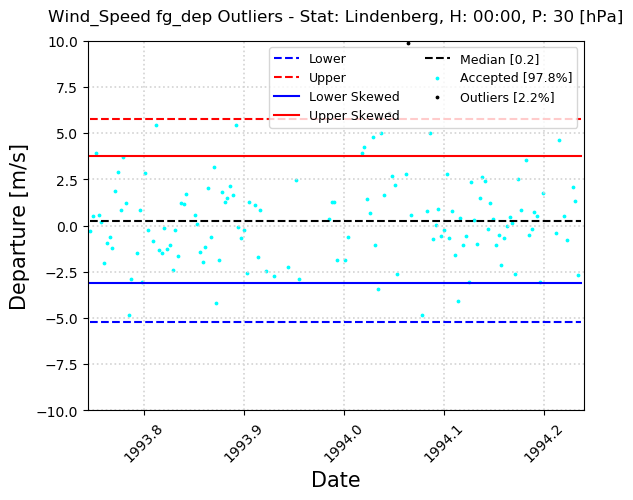 Wind_Speed fg_dep Outliers - Stat: Lindenberg, H: 00:00, P: 30 [hPa]
Lower
Upper
Lower Skewed
Upper Skewed
Median [0.2]
Accepted [97.8%]
Outliers [2.2%]
Departure [m/s]
10.0
7.5
5.0
2.5
0.0
−2.5
−5.0
−7.5
−10.0
1993.8
1993.9
1994.0
1994.1
1994.2
Date